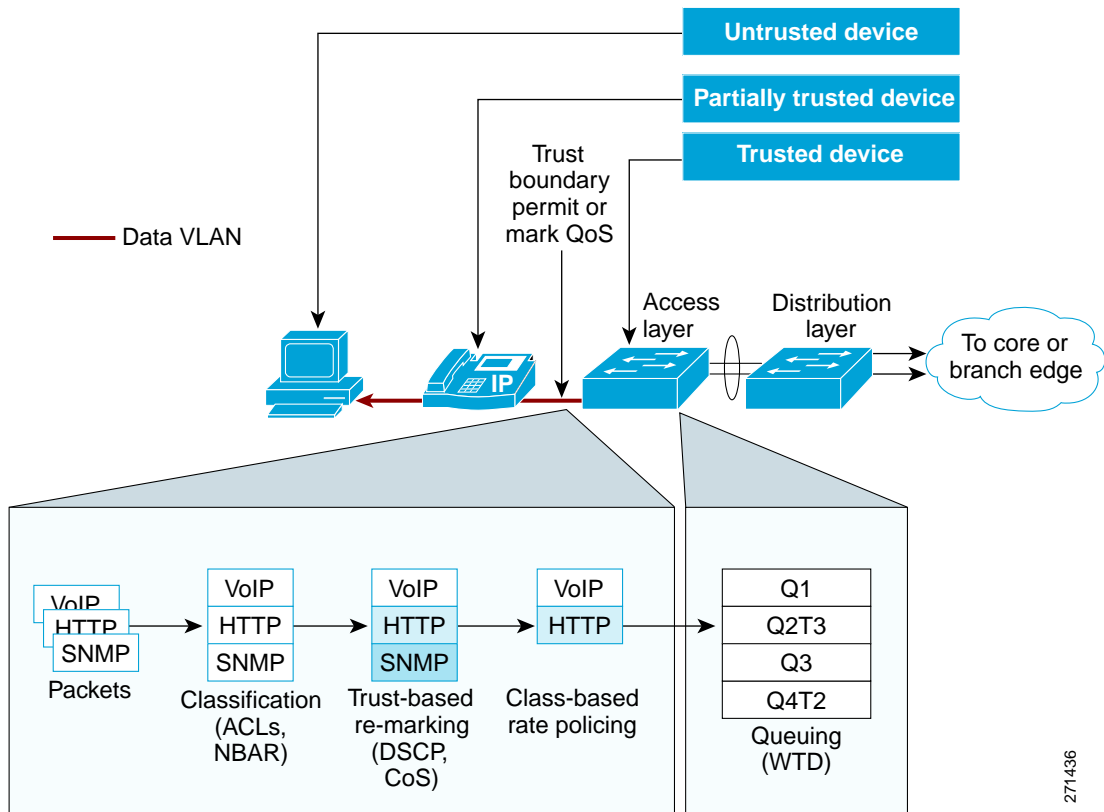 Untrusted device
Partially trusted device
Trusted device
Trust
boundary
permit or
mark QoS
Data VLAN
Access
layer
Distribution
layer
To core or
branch edge
IP
VoIP
HTTP
SNMP
Packets
VoIP
HTTP
SNMP
Classification
(ACLs,
NBAR)
VoIP
HTTP
SNMP
Trust-based
re-marking
(DSCP,
CoS)
VoIP
HTTP
Class-based
rate policing
Q1
Q2T3
Q3
Q4T2
Queuing
(WTD)
271436